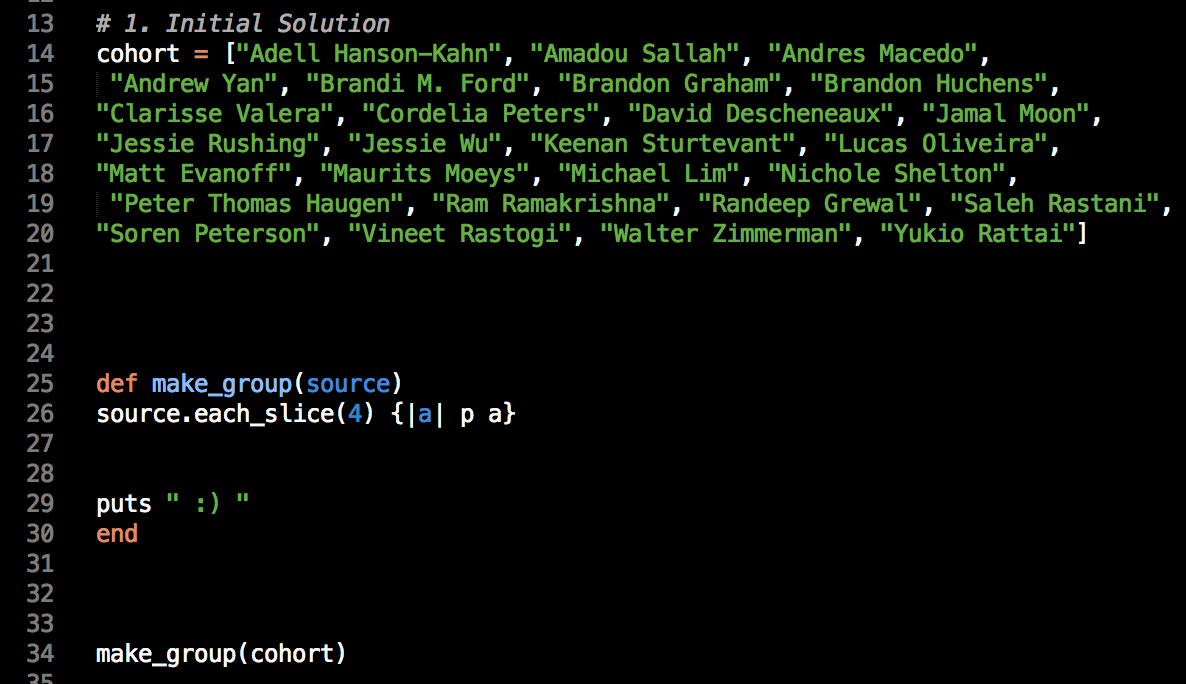 13 # 1. Initial Solution
14 cohort = ["Adell Hanson-Kahn", "Amadou Sallah", "Andres Macedo",
15  "Andrew Yan", "Brandi M. Ford", "Brandon Graham", "Brandon Huchens",
16 "Clarisse Valera", "Cordelia Peters", "David Descheneaux", "Jamal Moon",
17 "Jessie Rushing", "Jessie Wu", "Keenan Sturtevant", "Lucas Oliveira",
18 "Matt Evanoff", "Maurits Moeys", "Michael Lim", "Nichole Shelton",
19  "Peter Thomas Haugen", "Ram Ramakrishna", "Randeep Grewal", "Saleh Rastani",
20 "Soren Peterson", "Vineet Rastogi", "Walter Zimmerman", "Yukio Rattai"]
21
22
23
24
25 def make_group(source)
26 source.each_slice(4) {|a| p a}
27
28
29 puts " :) "
30 end
31
32
33
34 make_group(cohort)
35